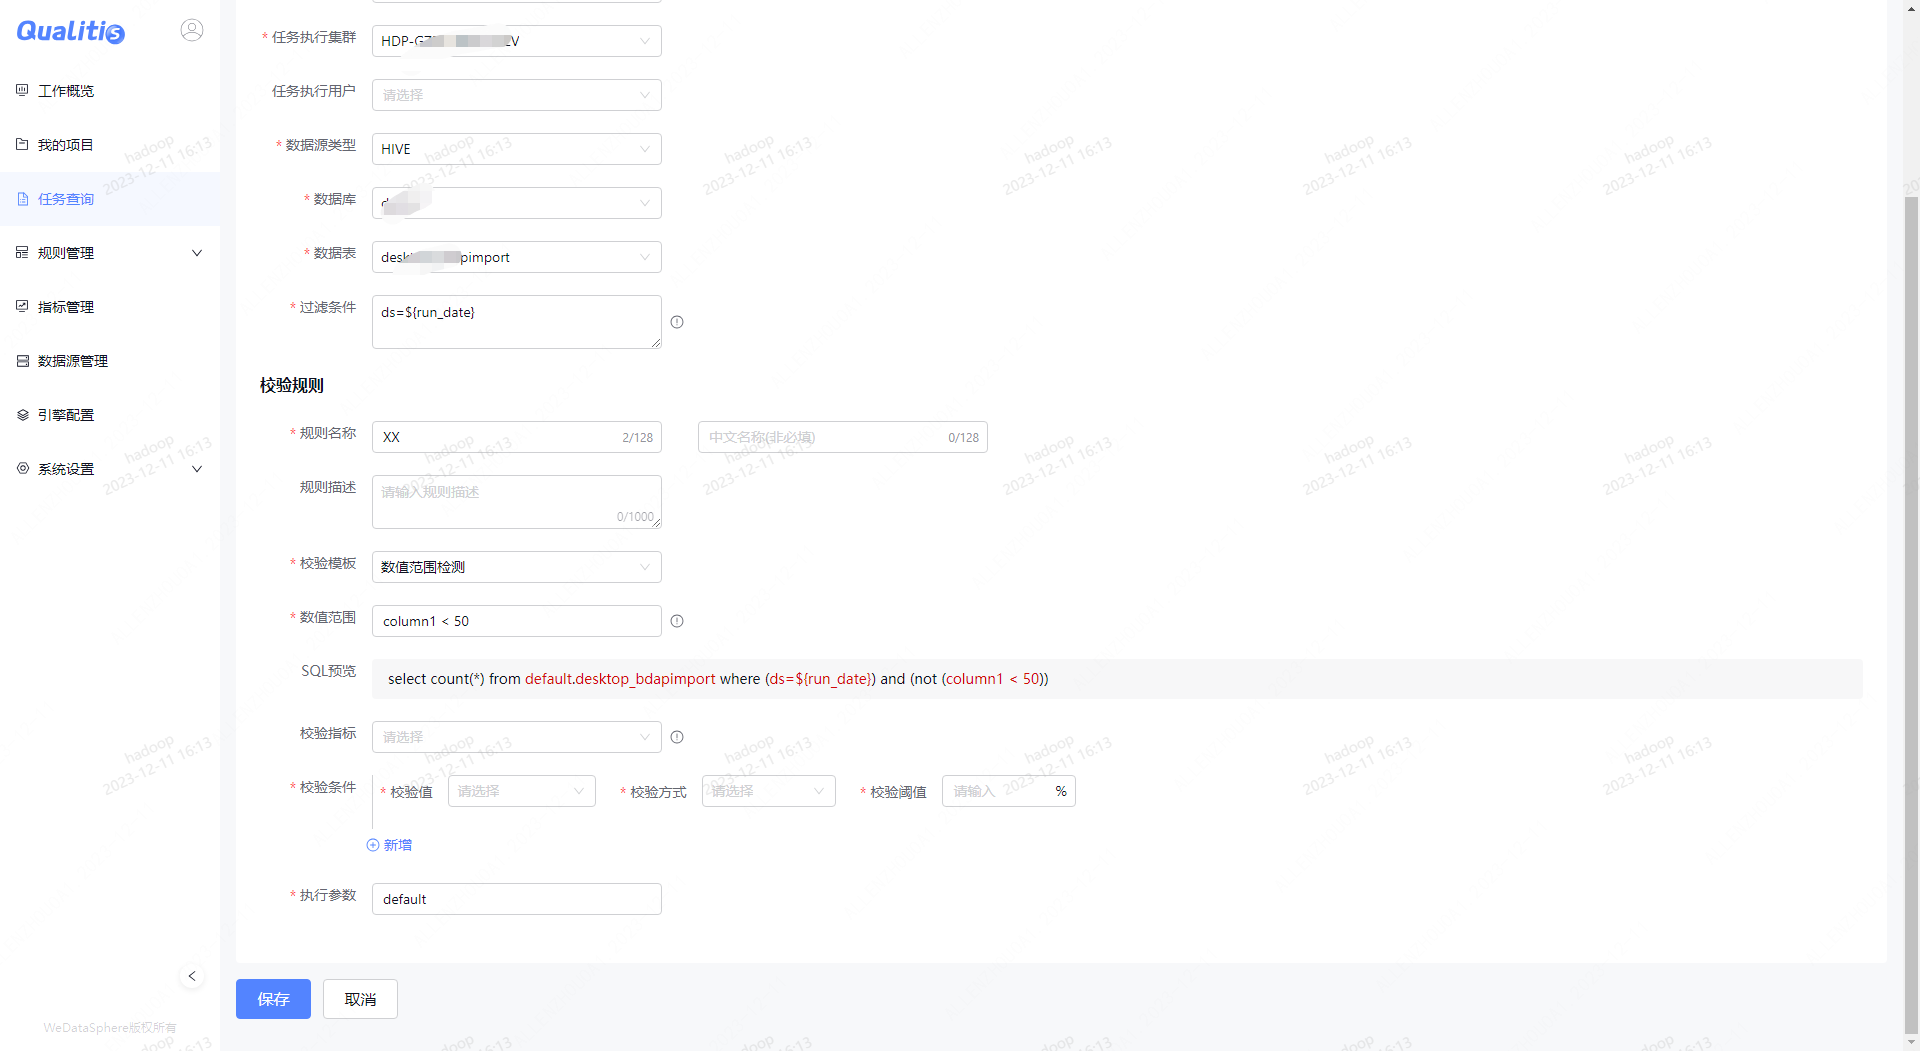 Qualitis
工作概览
我的项目
任务查询
规则管理
指标管理
数据源管理
引擎配置
系统设置
WeDataSphere版权所有
* 任务执行集群
HDP-G
V
任务执行用户
请选择
* 数据源类型
HIVE
* 数据库
* 数据表
desk
pimport
* 过滤条件
ds=${run_date}
校验规则
* 规则名称
XX
2/128
中文名称(非必填)
0/128
规则描述
请输入规则描述
0/1000
* 校验模板
数值范围检测
* 数值范围
column1 < 50
SQL预览
select count(*) from default.desktop_bdapimport where (ds=${run_date}) and (not (column1 < 50))
校验指标
请选择
* 校验条件
* 校验值
请选择
* 校验方式
请选择
* 校验阈值
请输入
%
新增
* 执行参数
default
保存
取消
hadoop
2023-12-11 16:13